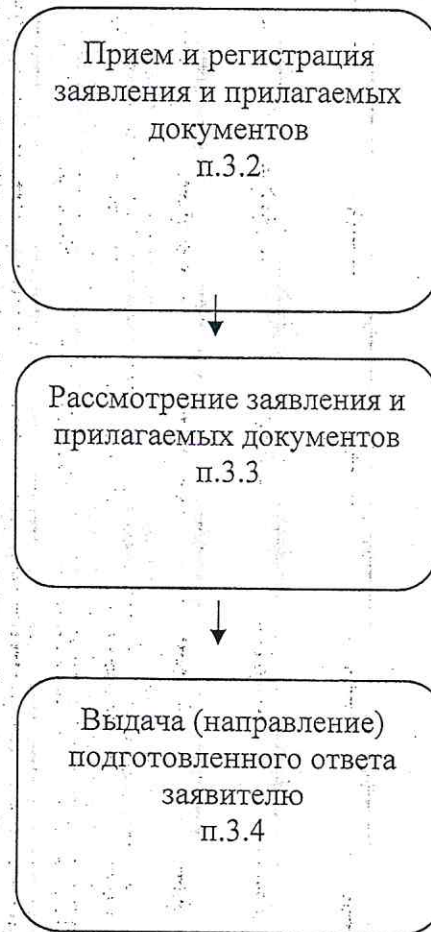 Прием и регистрация
заявления и прилагаемых
документов
п.3.2
Рассмотрение заявления и
прилагаемых документов
п.3.3
Выдача (направление)
подготовленного ответа
заявителю
п.3.4